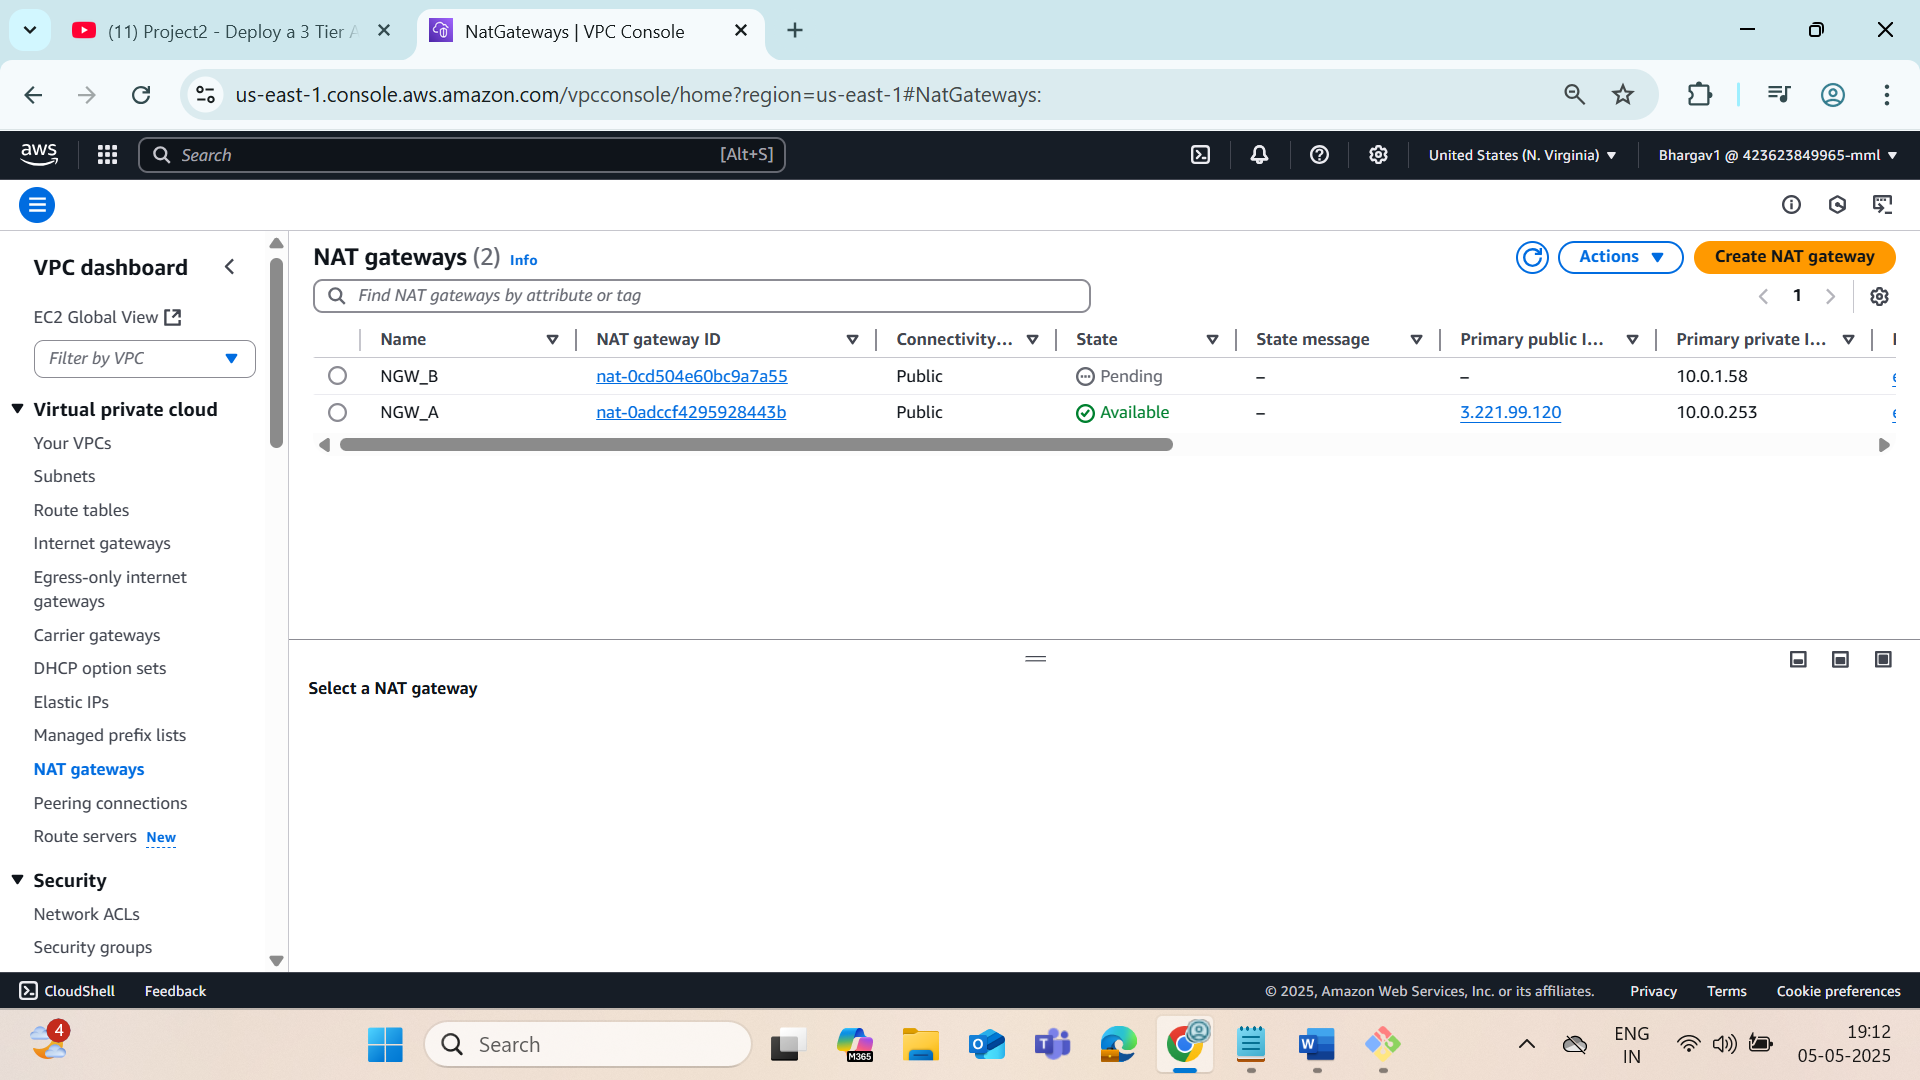 (11) Project2 - Deploy a 3 Tier A
NatGateways | VPC Console
us-east-1.console.aws.amazon.com/vpcconsole/home?region=us-east-1#NatGateways:
aws
Search
[Alt+S]
United States (N. Virginia)
Bhargav1 @ 423623849965-mml
VPC dashboard
EC2 Global View
Filter by VPC
Virtual private cloud
Your VPCs
Subnets
Route tables
Internet gateways
Egress-only internet
gateways
Carrier gateways
DHCP option sets
Elastic IPs
Managed prefix lists
NAT gateways
Peering connections
Route servers New
Security
Network ACLs
Security groups
NAT gateways (2) Info
Actions
Create NAT gateway
Find NAT gateways by attribute or tag
1
Name NAT gateway ID Connectivity... State State message Primary public I... Primary private I...
NGW_B nat-0cd504e60bc9a7a55 Public Pending – – 10.0.1.58
NGW_A nat-0adccf4295928443b Public Available – 3.221.99.120 10.0.0.253
Select a NAT gateway
CloudShell
Feedback
© 2025, Amazon Web Services, Inc. or its affiliates.
Privacy
Terms
Cookie preferences
4
Search
M365
ENG
IN
19:12
05-05-2025